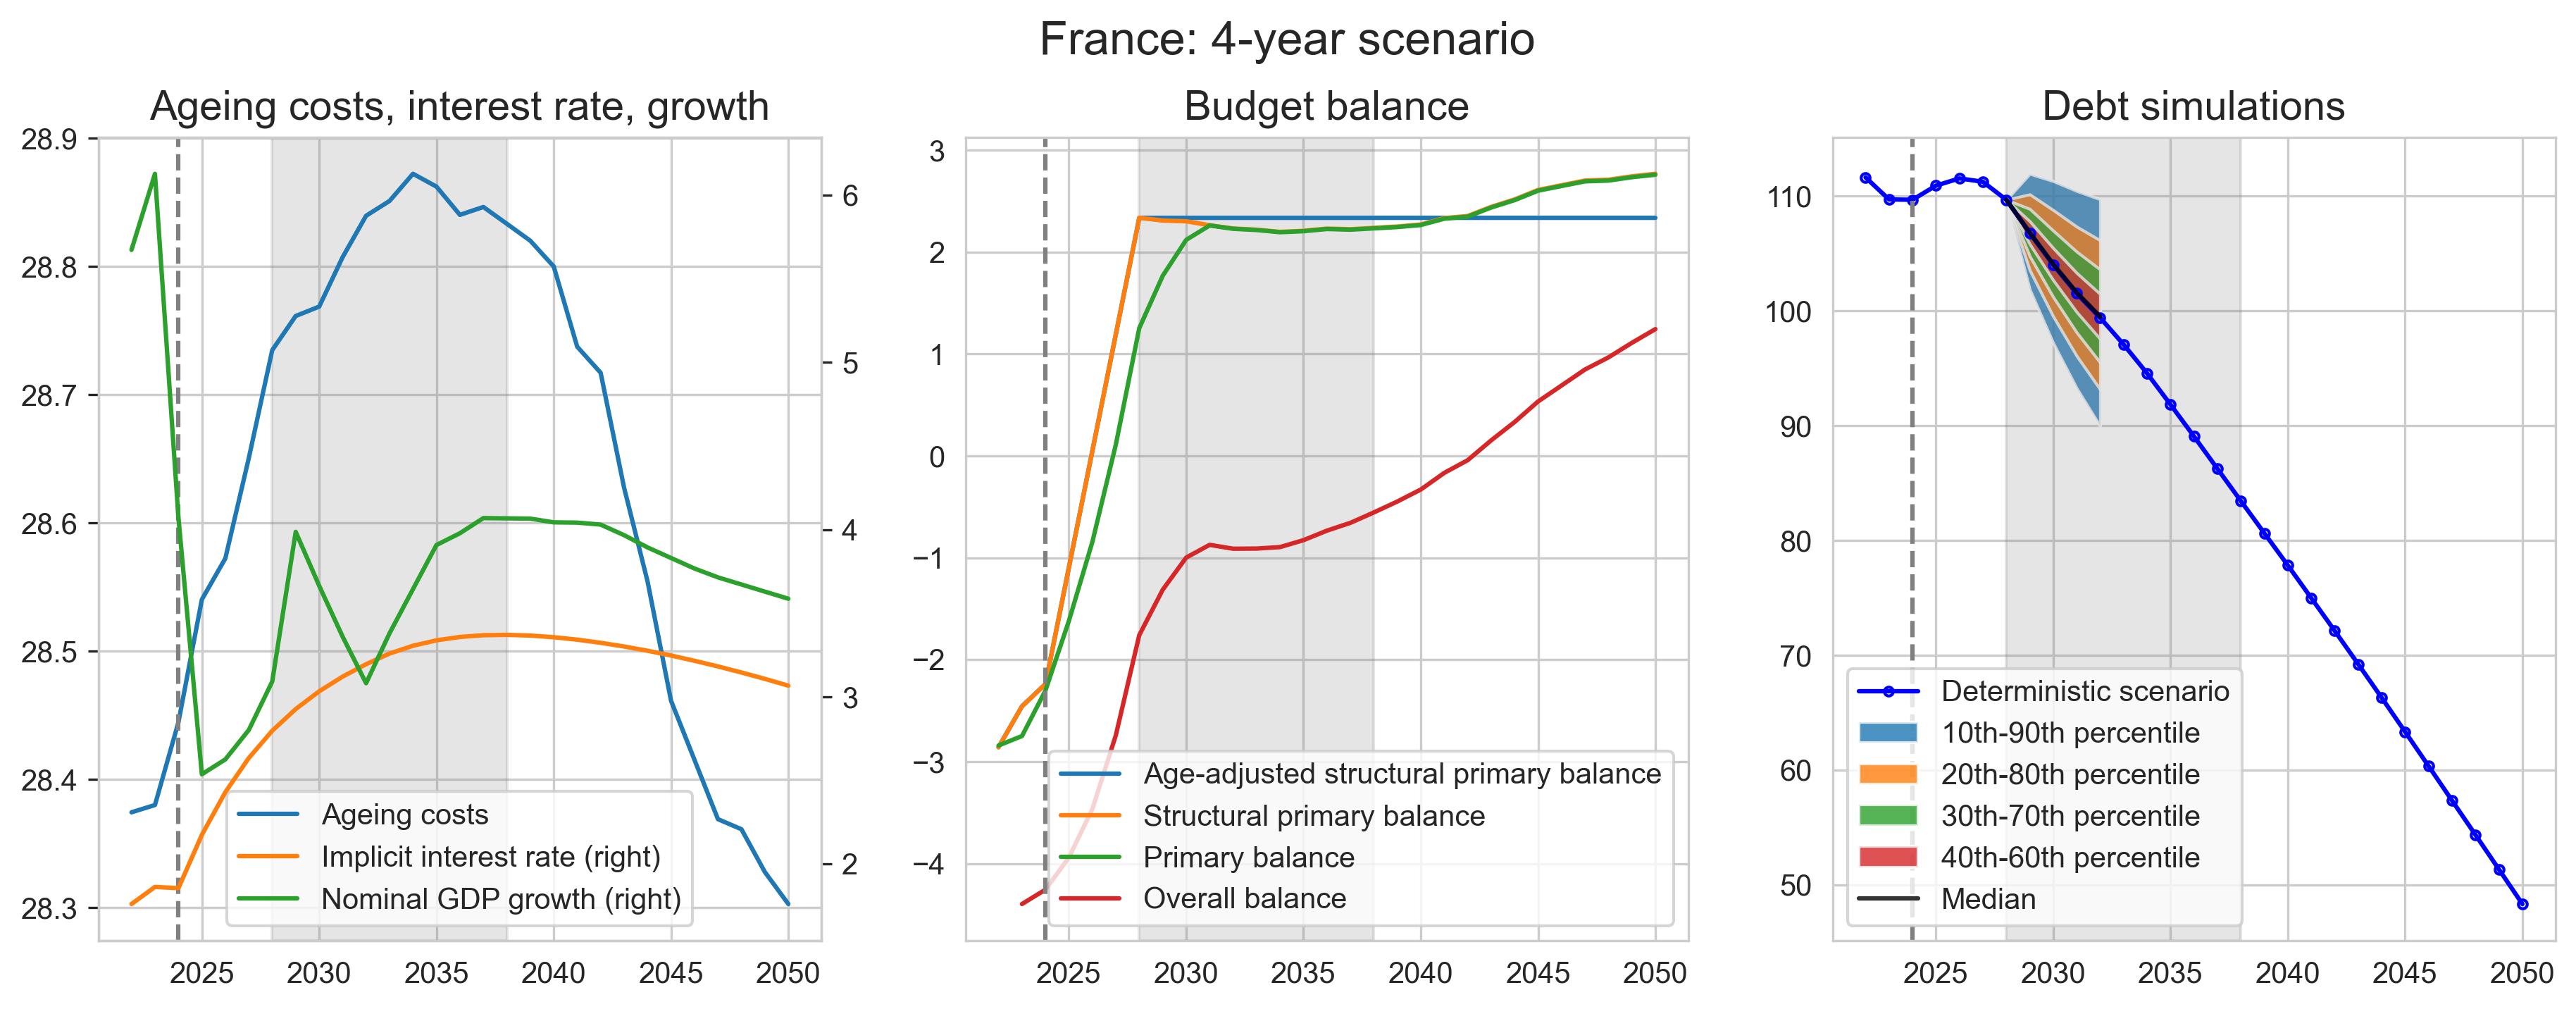 France: 4-year scenario
Ageing costs, interest rate, growth
28.9
28.8
28.7
28.6
28.5
28.4
28.3
6
5
4
3
2
2025 2030 2035 2040 2045 2050
Ageing costs
Implicit interest rate (right)
Nominal GDP growth (right)
Budget balance
3
2
1
0
−1
−2
−3
−4
2025 2030 2035 2040 2045 2050
Age-adjusted structural primary balance
Structural primary balance
Primary balance
Overall balance
Debt simulations
110
100
90
80
70
60
50
2025 2030 2035 2040 2045 2050
Deterministic scenario
10th-90th percentile
20th-80th percentile
30th-70th percentile
40th-60th percentile
Median